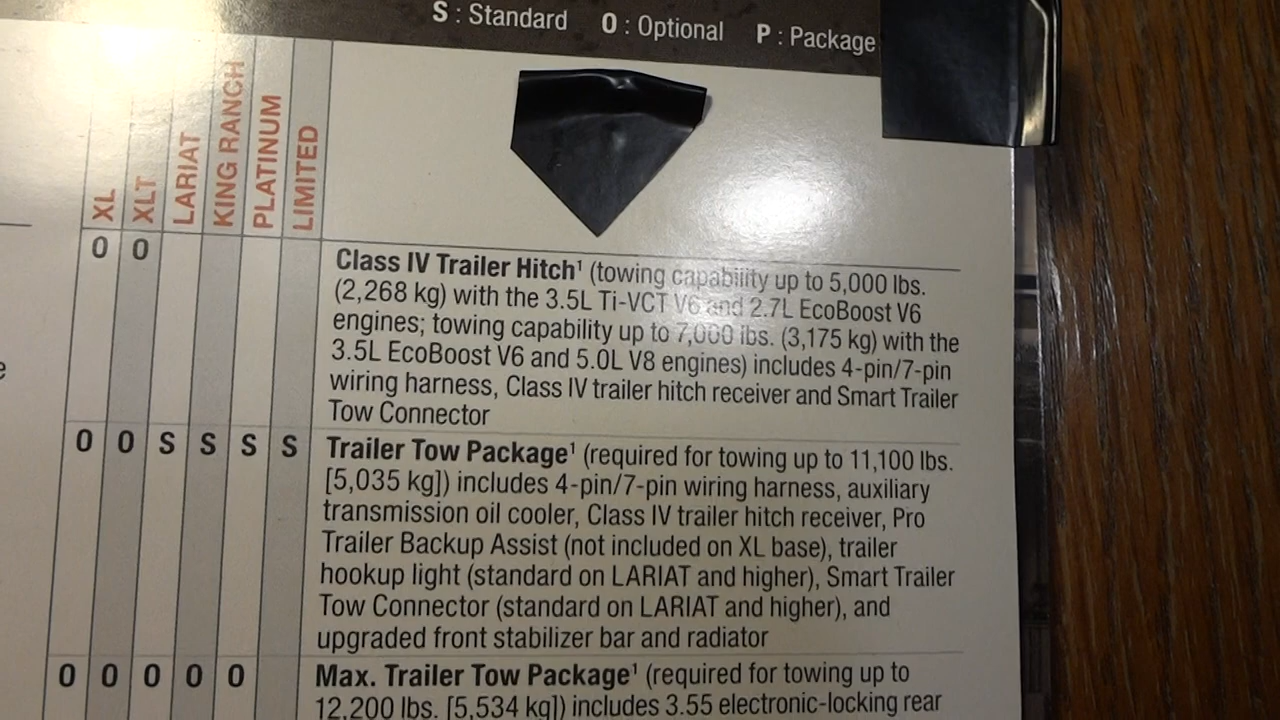 S : Standard O : Optional P : Package
XL
XLT
LARIAT
KING RANCH
PLATINUM
LIMITED
O O
Class IV Trailer Hitch¹ (towing capability up to 5,000 lbs.
(2,268 kg) with the 3.5L Ti-VCT V6 and 2.7L EcoBoost V6
engines; towing capability up to 7,000 lbs. (3,175 kg) with the
3.5L EcoBoost V6 and 5.0L V8 engines) includes 4-pin/7-pin
wiring harness, Class IV trailer hitch receiver and Smart Trailer
Tow Connector
O O S S S S
Trailer Tow Package¹ (required for towing up to 11,100 lbs.
[5,035 kg]) includes 4-pin/7-pin wiring harness, auxiliary
transmission oil cooler, Class IV trailer hitch receiver, Pro
Trailer Backup Assist (not included on XL base), trailer
hookup light (standard on LARIAT and higher), Smart Trailer
Tow Connector (standard on LARIAT and higher), and
upgraded front stabilizer bar and radiator
O O O O O
Max. Trailer Tow Package¹ (required for towing up to
12,200 lbs. [5,534 kg]) includes 3.55 electronic-locking rear